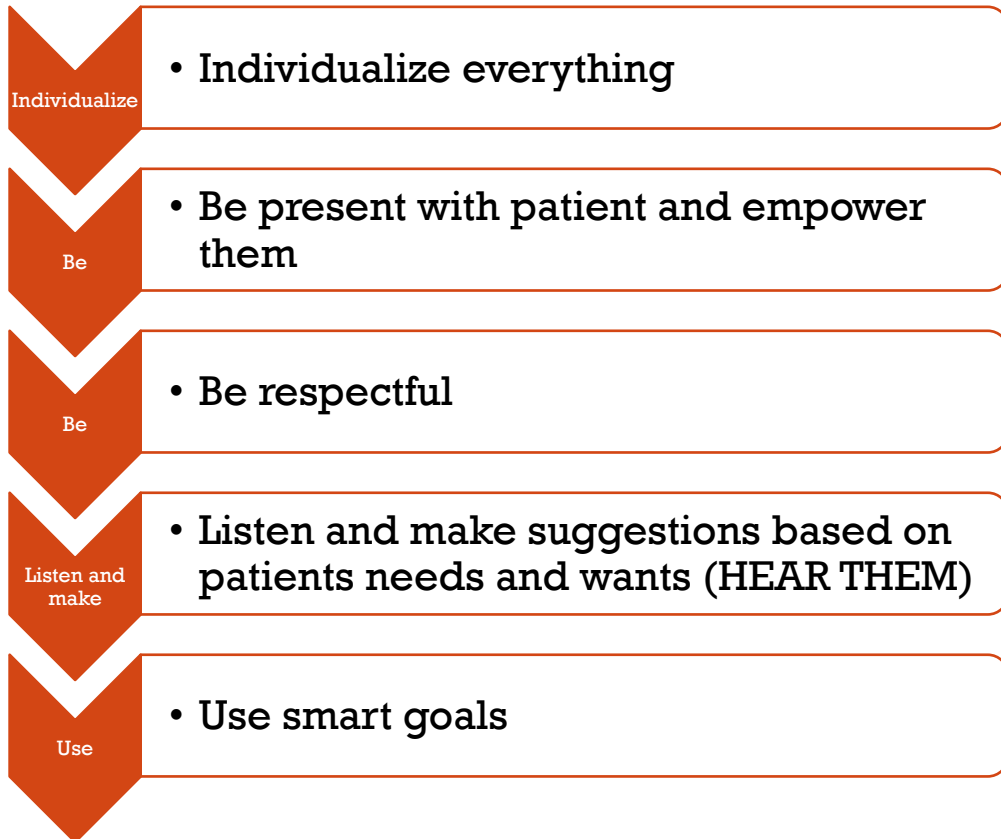 Individualize
• Individualize everything
Be
• Be present with patient and empower
them
Be
• Be respectful
Listen and
make
• Listen and make suggestions based on
patients needs and wants (HEAR THEM)
Use
• Use smart goals